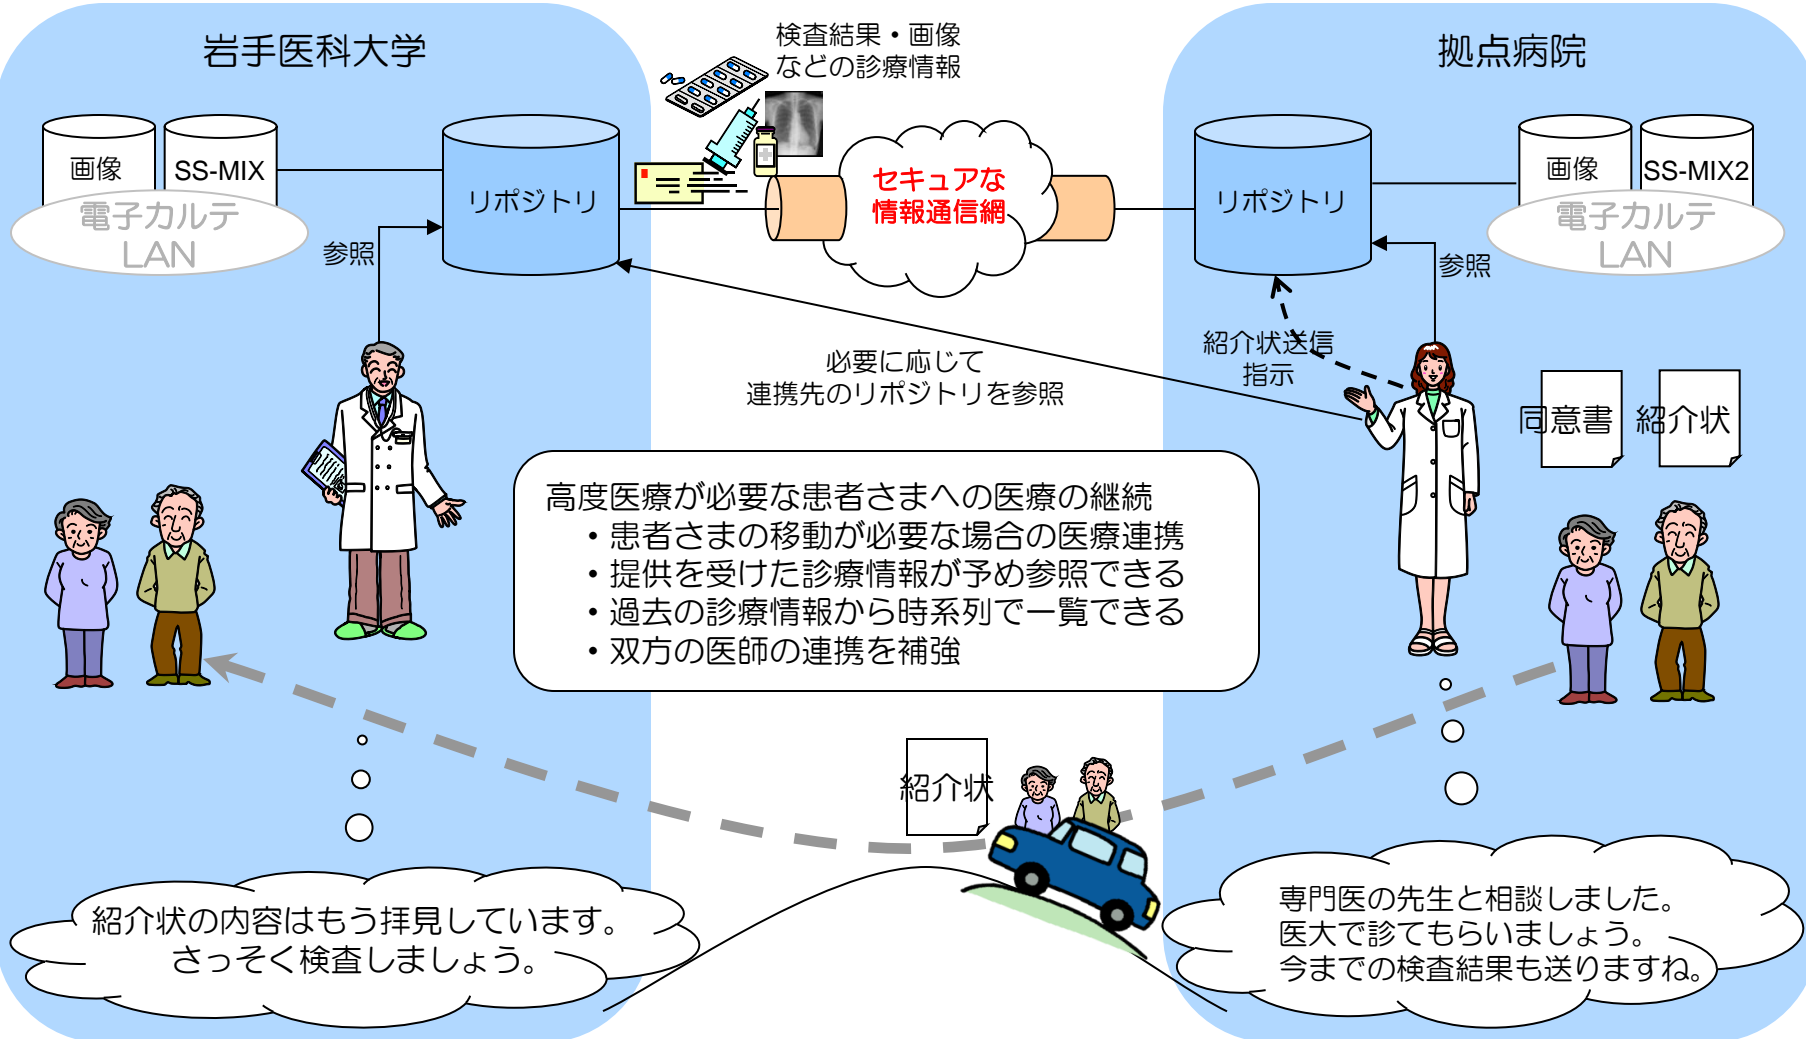 岩手医科大学
検査結果・画像
などの診療情報
拠点病院
画像
SS-MIX
電子カルテ
LAN
リポジトリ
セキュアな
情報通信網
リポジトリ
画像
SS-MIX2
電子カルテ
LAN
参照
参照
必要に応じて
連携先のリポジトリを参照
紹介状送信
指示
同意書
紹介状
高度医療が必要な患者さまへの医療の継続
・患者さまの移動が必要な場合の医療連携
・提供を受けた診療情報が予め参照できる
・過去の診療情報から時系列で一覧できる
・双方の医師の連携を補強
紹介状
紹介状の内容はもう拝見しています。
さっそく検査しましょう。
専門医の先生と相談しました。
医大で診てもらいましょう。
今までの検査結果も送りますね。